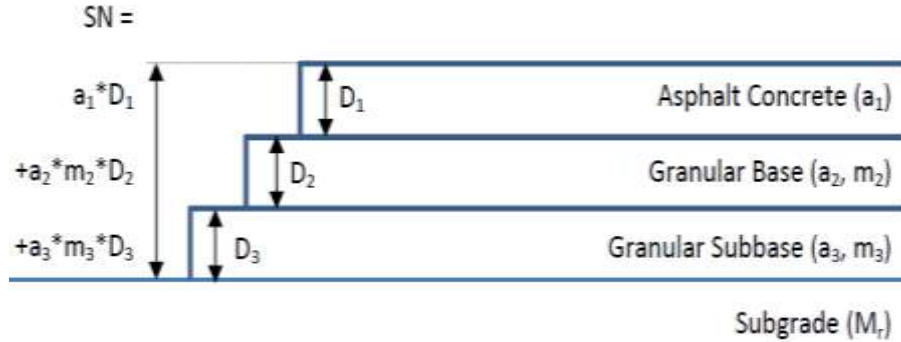 SN =
a₁*D₁
D₁
Asphalt Concrete (a₁)
+a₂*m₂*D₂
D₂
Granular Base (a₂, m₂)
+a₃*m₃*D₃
D₃
Granular Subbase (a₃, m₃)
Subgrade (Mᵣ)